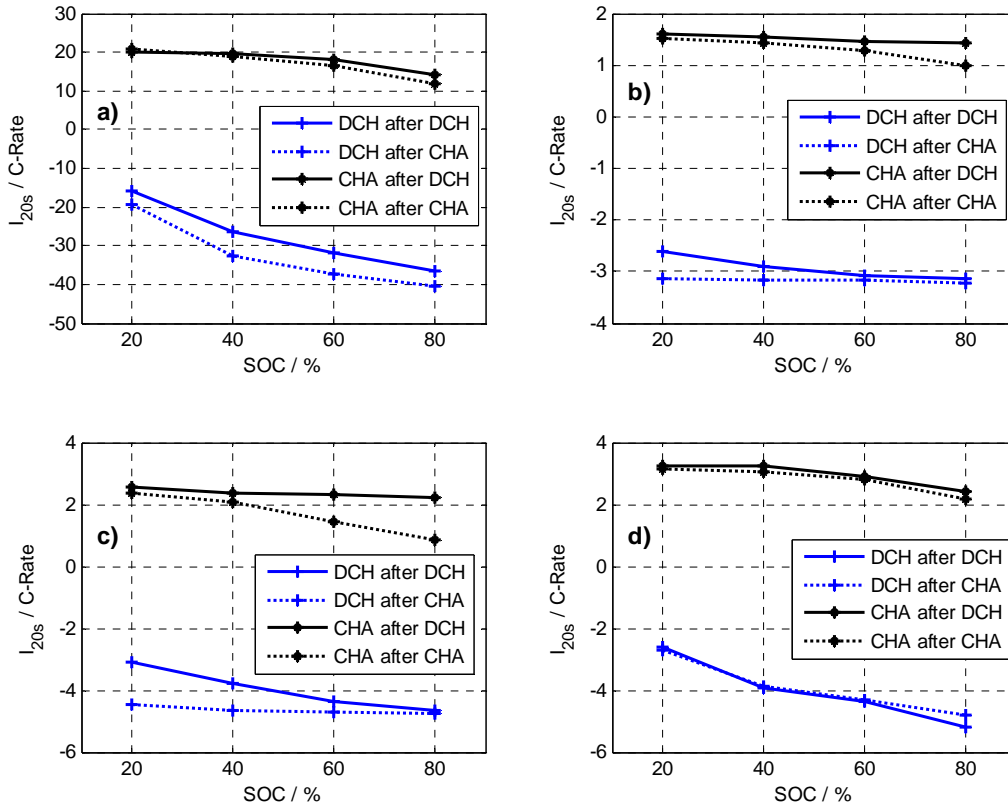 30
20
10
0
-10
-20
-30
-40
-50
20
40
60
80
SOC / %
I20s / C-Rate
a)
DCH after DCH
DCH after CHA
CHA after DCH
CHA after CHA
2
1
0
-1
-2
-3
-4
20
40
60
80
SOC / %
I20s / C-Rate
b)
DCH after DCH
DCH after CHA
CHA after DCH
CHA after CHA
4
2
0
-2
-4
-6
20
40
60
80
SOC / %
I20s / C-Rate
c)
DCH after DCH
DCH after CHA
CHA after DCH
CHA after CHA
4
2
0
-2
-4
-6
20
40
60
80
SOC / %
I20s / C-Rate
d)
DCH after DCH
DCH after CHA
CHA after DCH
CHA after CHA